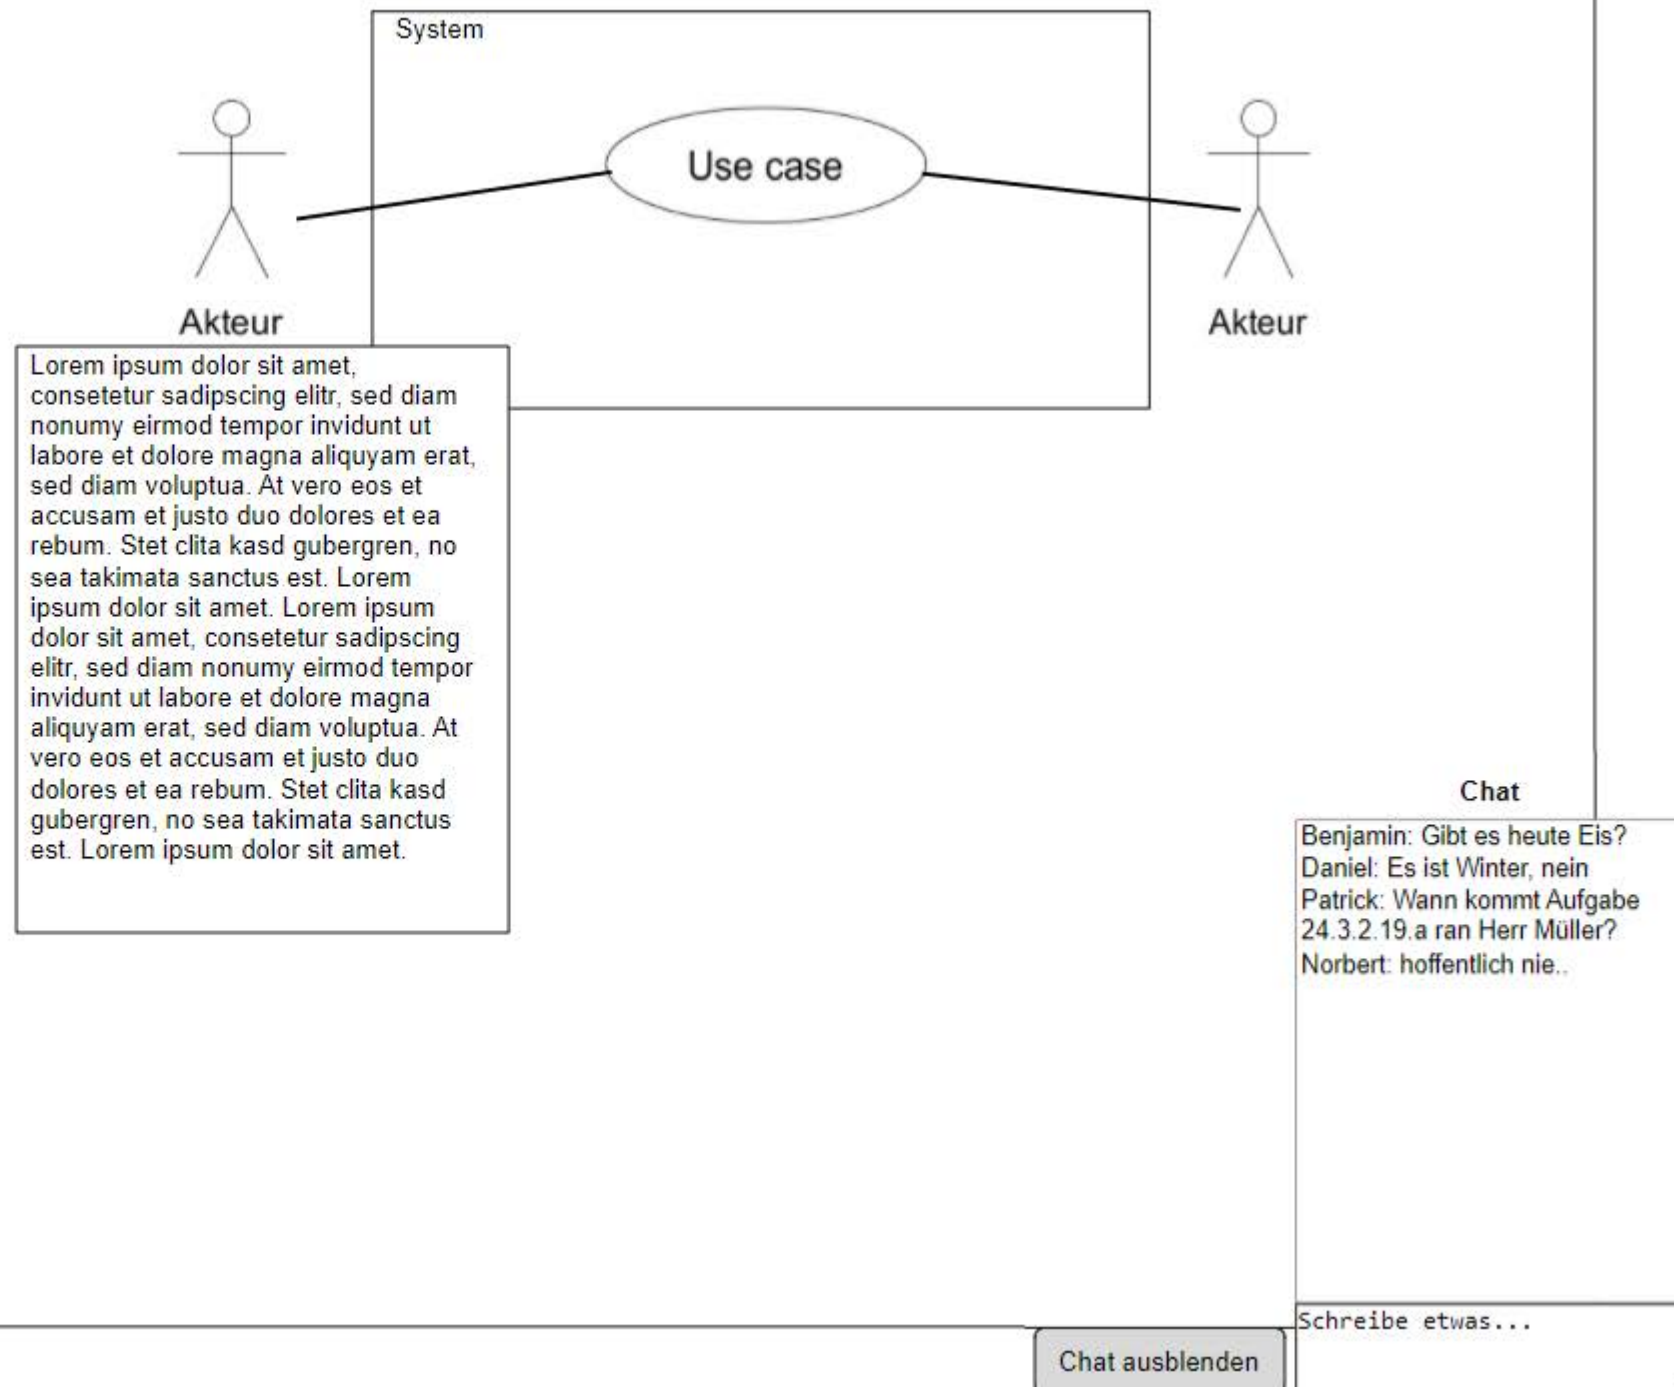 System
Use case
Akteur
Akteur
Lorem ipsum dolor sit amet,
consetetur sadipscing elitr, sed diam
nonumy eirmod tempor invidunt ut
labore et dolore magna aliquyam erat,
sed diam voluptua. At vero eos et
accusam et justo duo dolores et ea
rebum. Stet clita kasd gubergren, no
sea takimata sanctus est. Lorem
ipsum dolor sit amet. Lorem ipsum
dolor sit amet, consetetur sadipscing
elitr, sed diam nonumy eirmod tempor
invidunt ut labore et dolore magna
aliquyam erat, sed diam voluptua. At
vero eos et accusam et justo duo
dolores et ea rebum. Stet clita kasd
gubergren, no sea takimata sanctus
est. Lorem ipsum dolor sit amet.
Chat
Benjamin: Gibt es heute Eis?
Daniel: Es ist Winter, nein
Patrick: Wann kommt Aufgabe
24.3.2.19.a ran Herr Müller?
Norbert: hoffentlich nie..
Schreibe etwas...
Chat ausblenden